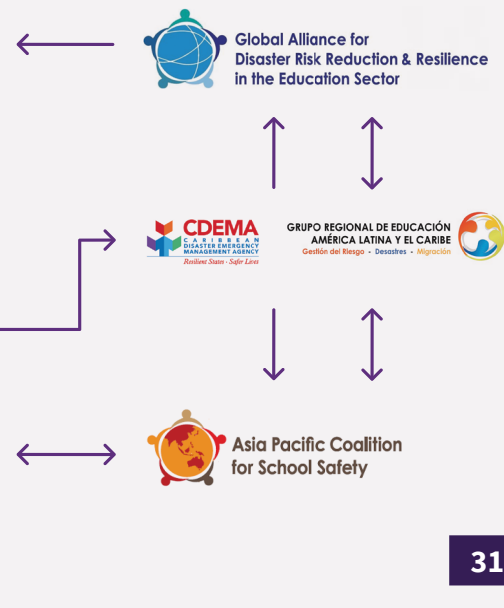 Global Alliance for
Disaster Risk Reduction & Resilience
in the Education Sector
CDEMA
CARIBBEAN
DISASTER EMERGENCY
MANAGEMENT AGENCY
Resilient States - Safer Lives
GRUPO REGIONAL DE EDUCACIÓN
AMÉRICA LATINA Y EL CARIBE
Gestión del Riesgo - Desastres - Migración
Asia Pacific Coalition
for School Safety
31